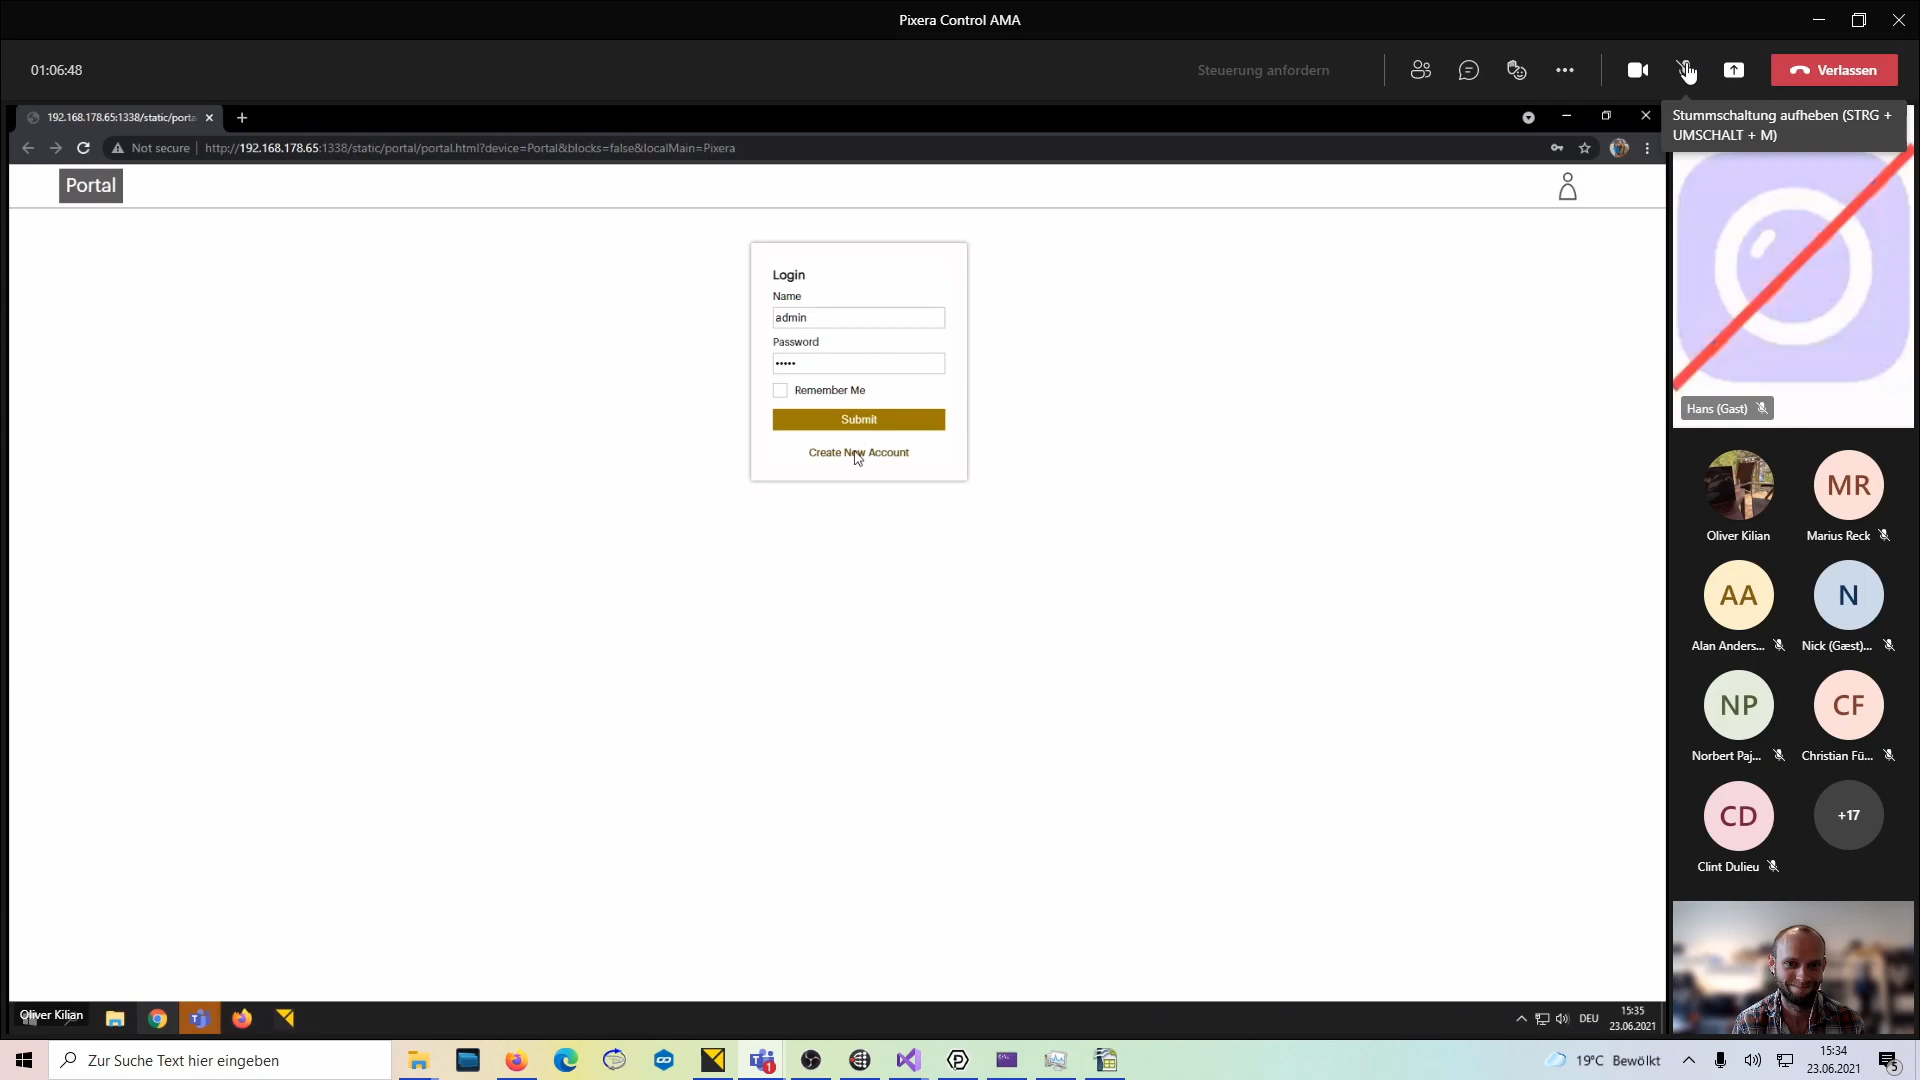 Pixera Control AMA
01:06:48
Steuerung anfordern
Verlassen
Stummschaltung aufheben (STRG +
UMSCHALT + M)
192.168.178.65:1338/static/porta
Not secure
http://192.168.178.65:1338/static/portal/portal.html?device=Portal&blocks=false&localMain=Pixera
Portal
Login
Name
admin
Password
•••••
Remember Me
Submit
Create New Account
Hans (Gast)
Oliver Kilian
MR
Marius Reck
AA
Alan Anders...
N
Nick (Gæst)...
NP
Norbert Paj...
CF
Christian Fü...
CD
Clint Dulieu
+17
Oliver Kilian
DEU
15:35
23.06.2021
Zur Suche Text hier eingeben
1
19°C Bewölkt
15:34
23.06.2021
5